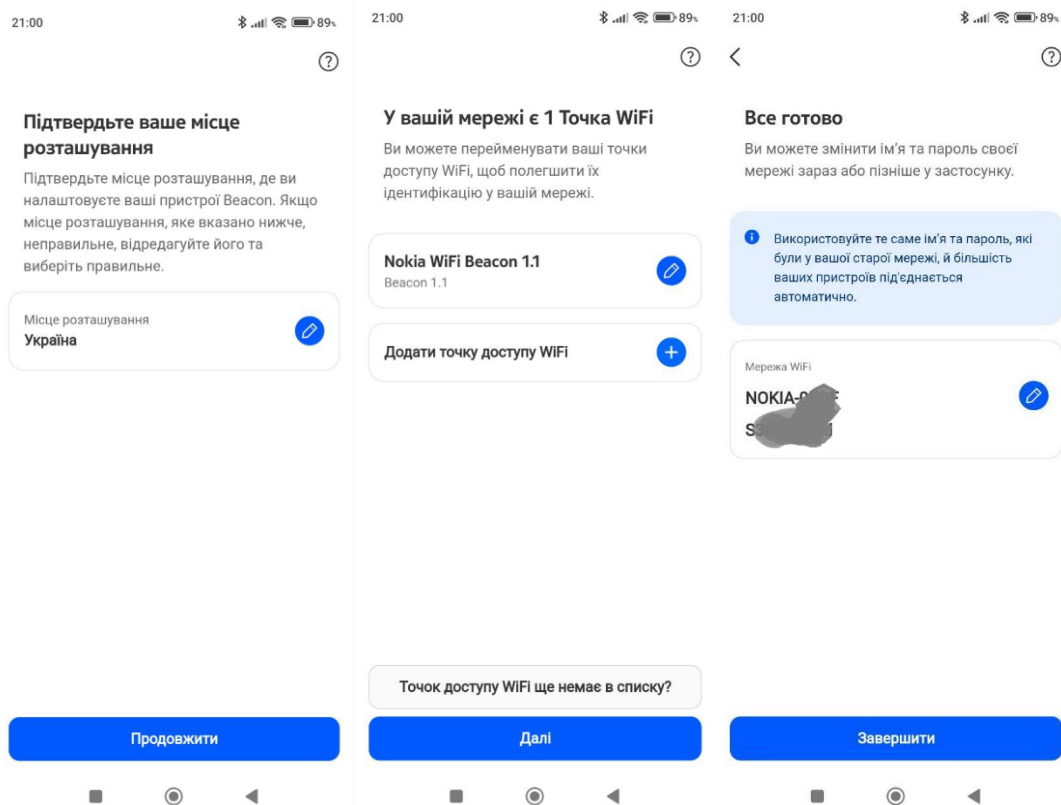 21:00
89%
Підтвердьте ваше місце
розташування
Підтвердьте місце розташування, де ви
налаштовуєте ваші пристрої Beacon. Якщо
місце розташування, яке вказано нижче,
неправильне, відредагуйте його та
виберіть правильне.
Місце розташування
Україна
Продовжити
21:00
89%
У вашій мережі є 1 Точка WiFi
Ви можете перейменувати ваші точки
доступу WiFi, щоб полегшити їх
ідентифікацію у вашій мережі.
Nokia WiFi Beacon 1.1
Beacon 1.1
Додати точку доступу WiFi
Точок доступу WiFi ще немає в списку?
Далі
21:00
89%
Все готово
Ви можете змінити ім'я та пароль своєї
мережі зараз або пізніше у застосунку.
Використовуйте те саме ім'я та пароль, які
були у вашої старої мережі, й більшість
ваших пристроїв під'єднається
автоматично.
Мережа WiFi
Завершити